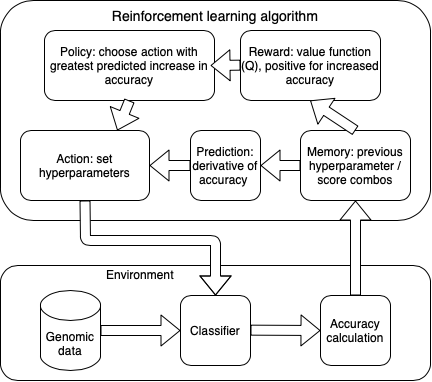 Reinforcement learning algorithm
Policy: choose action with
greatest predicted increase in
accuracy
Reward: value function
(Q), positive for increased
accuracy
Action: set
hyperparameters
Prediction:
derivative of
accuracy
Memory: previous
hyperparameter /
score combos
Environment
Genomic
data
Classifier
Accuracy
calculation